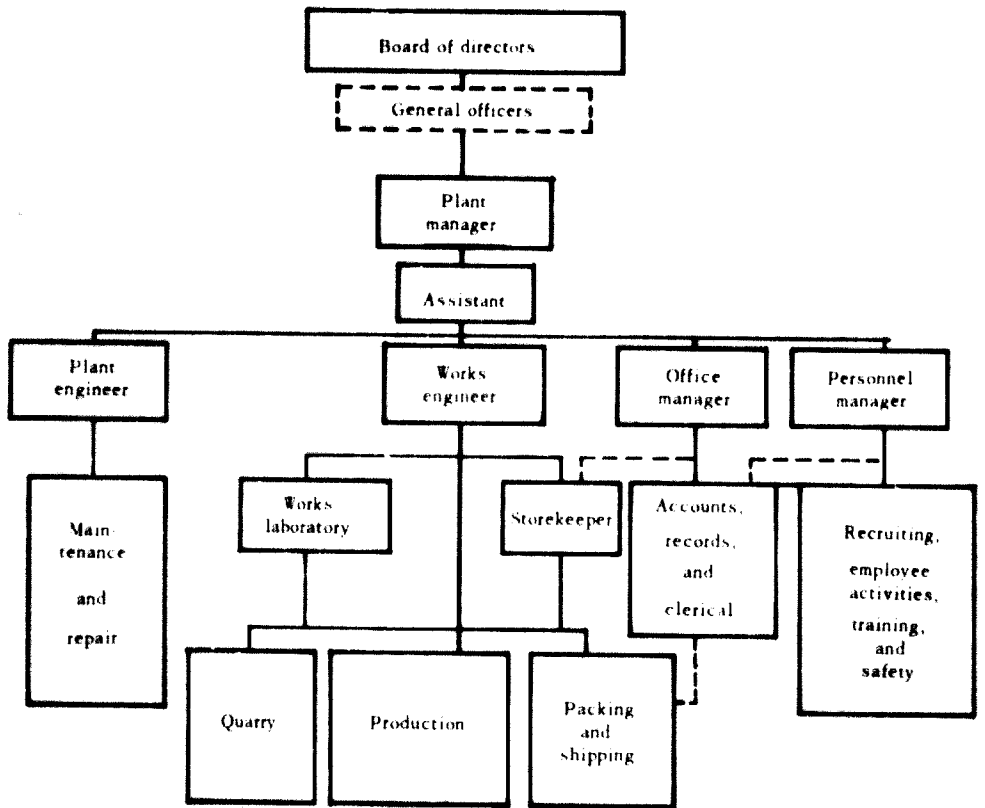 Board of directors
General officers
Plant
manager
Assistant
Plant
engineer
Works
engineer
Office
manager
Personnel
manager
Main-
tenance
and
repair
Works
laboratory
Storekeeper
Accounts,
records,
and
clerical
Recruiting,
employee
activities,
training,
and
safety
Quarry
Production
Packing
and
shipping